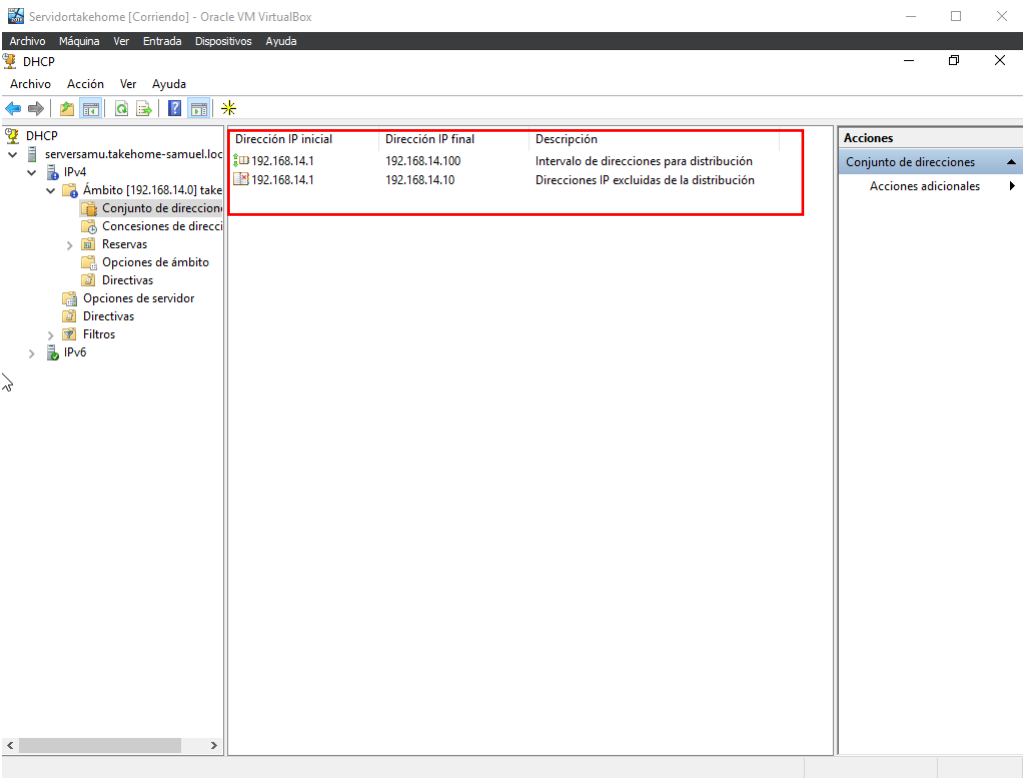 Servidortakehome [Corriendo] - Oracle VM VirtualBox
Archivo Máquina Ver Entrada Dispositivos Ayuda
DHCP
Archivo Acción Ver Ayuda
DHCP
serversamu.takehome-samuel.loc
IPv4
Ámbito [192.168.14.0] take
Conjunto de direccion
Concesiones de direcci
Reservas
Opciones de ámbito
Directivas
Opciones de servidor
Directivas
Filtros
IPv6
Dirección IP inicial Dirección IP final Descripción
192.168.14.1 192.168.14.100 Intervalo de direcciones para distribución
192.168.14.1 192.168.14.10 Direcciones IP excluidas de la distribución
Acciones
Conjunto de direcciones
Acciones adicionales